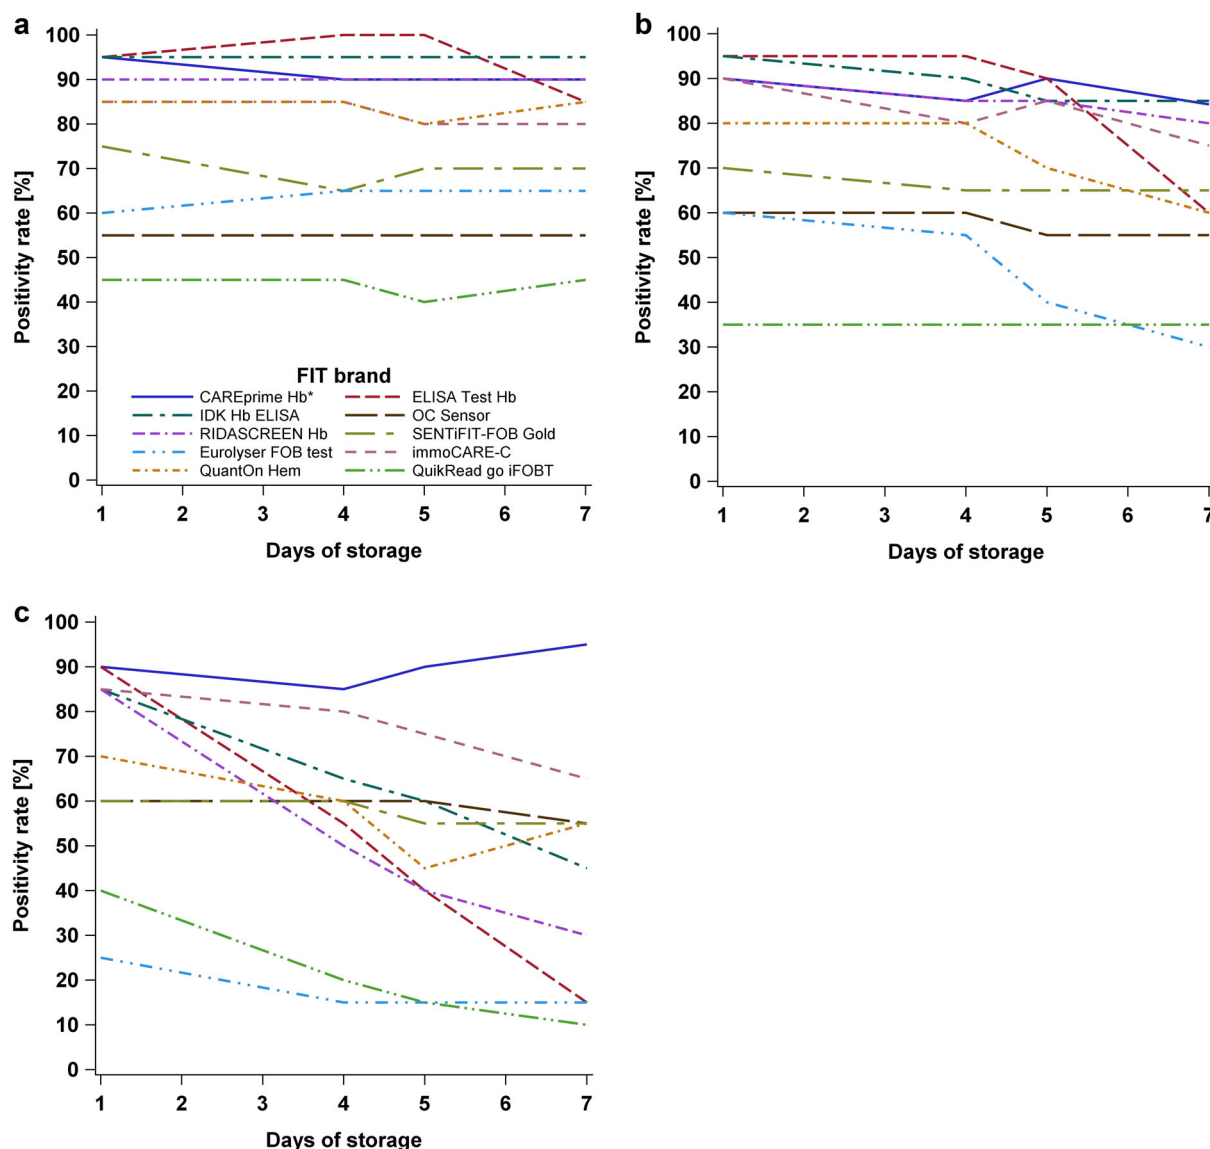 a
100
90
80
70
60
50
40
30
20
10
0
Positivity rate [%]
FIT brand
CAREprime Hb* ELISA Test Hb
IDK Hb ELISA OC Sensor
RIDASCREEN Hb SENTiFIT-FOB Gold
Eurolyser FOB test immoCARE-C
QuantOn Hem QuikRead go iFOBT
1 2 3 4 5 6 7
Days of storage
b
100
90
80
70
60
50
40
30
20
10
0
Positivity rate [%]
1 2 3 4 5 6 7
Days of storage
c
100
90
80
70
60
50
40
30
20
10
0
Positivity rate [%]
1 2 3 4 5 6 7
Days of storage